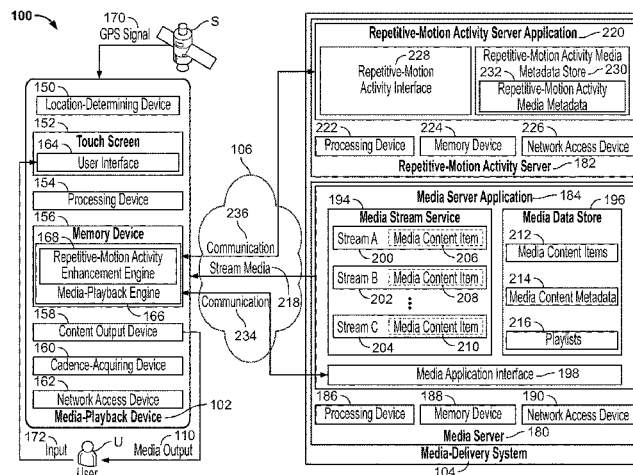 100
170
GPS Signal
S
150
Location-Determining Device
152
Touch Screen
164
User Interface
154
Processing Device
156
Memory Device
168
Repetitive-Motion Activity
Enhancement Engine
Media-Playback Engine
166
158
Content Output Device
160
Cadence-Acquiring Device
162
Network Access Device
Media-Playback Device
102
172
Input
U
User
110
Media Output
106
236
Communication
Stream Media
218
Communication
234
Repetitive-Motion Activity Server Application
220
228
Repetitive-Motion
Activity Interface
Repetitive-Motion Activity Media
Metadata Store
230
232
Repetitive-Motion Activity
Media Metadata
222
Processing Device
224
Memory Device
226
Network Access Device
Repetitive-Motion Activity Server
182
Media Server Application
184
194
Media Stream Service
Stream A
Media Content Item
200
206
Stream B
Media Content Item
202
208
Stream C
Media Content Item
204
210
196
Media Data Store
212
Media Content Items
214
Media Content Metadata
216
Playlists
Media Application Interface
198
186
Processing Device
188
Memory Device
190
Network Access Device
Media Server
180
Media-Delivery System
104